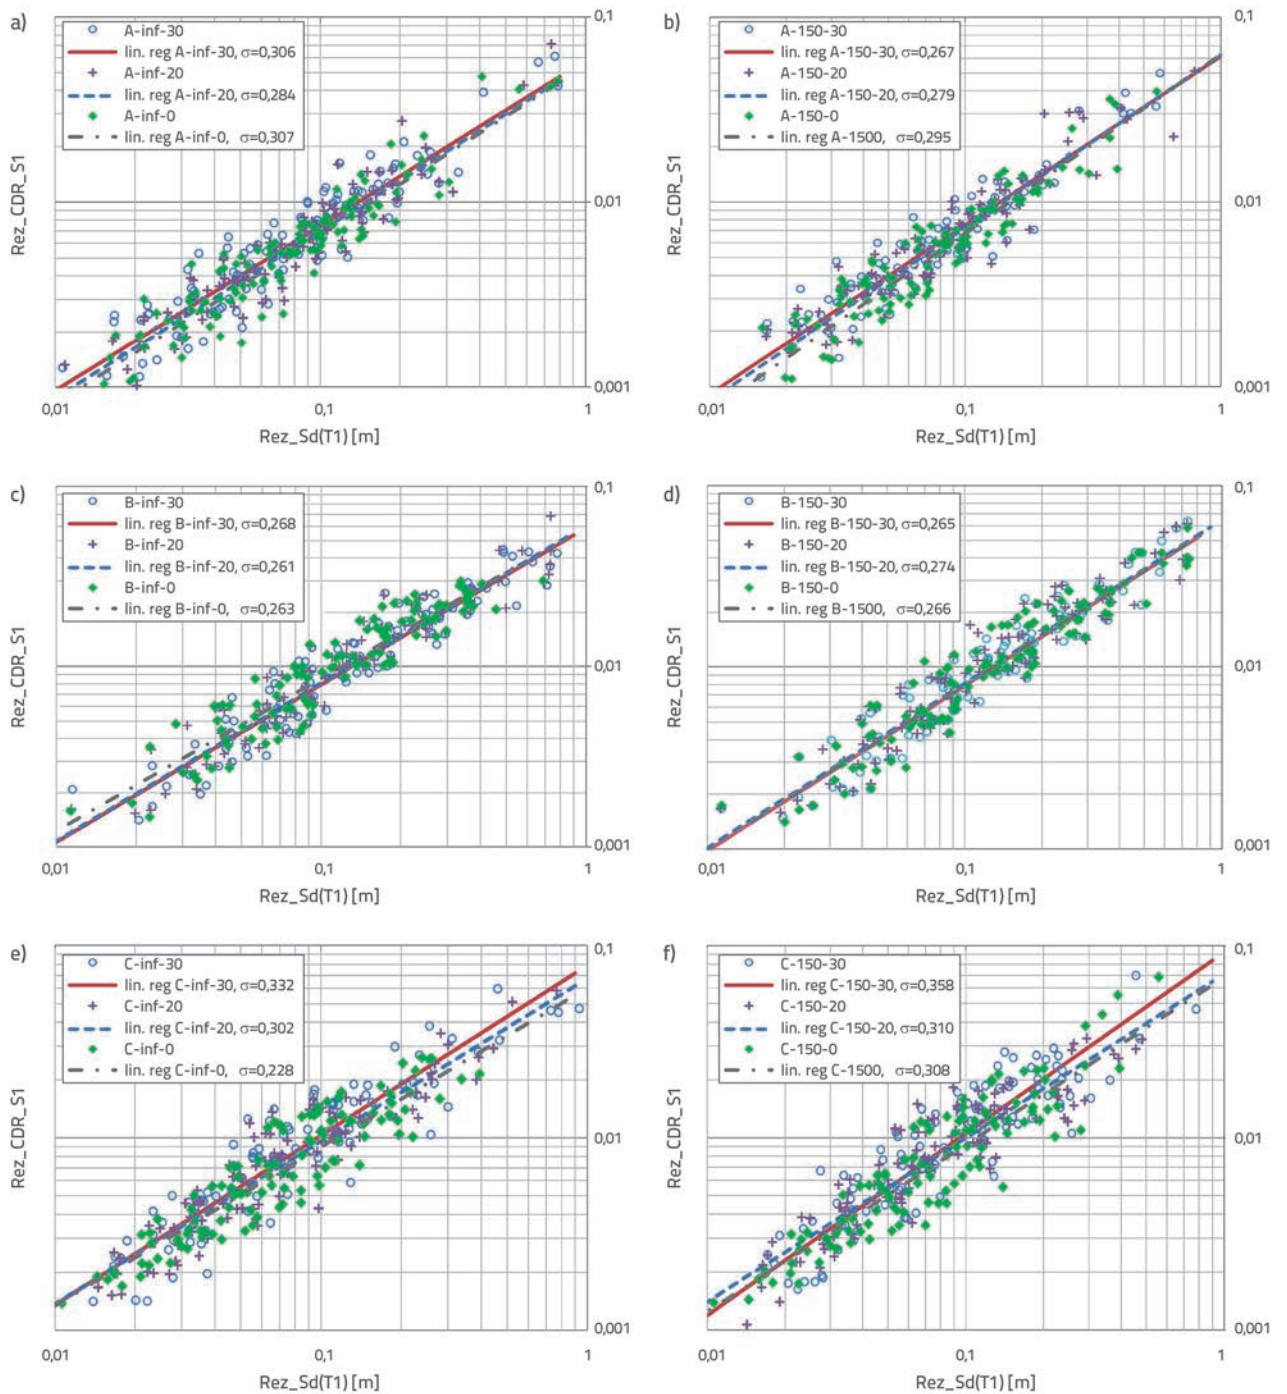 a)
A-inf-30
lin. reg A-inf-30, σ=0,306
A-inf-20
lin. reg A-inf-20, σ=0,284
A-inf-0
lin. reg A-inf-0, σ=0,307
Rez_CDR_S1
0,1
0,01
0,001
0,01
0,1
1
Rez_Sd(T1) [m]
b)
A-150-30
lin. reg A-150-30, σ=0,267
A-150-20
lin. reg A-150-20, σ=0,279
A-150-0
lin. reg A-1500, σ=0,295
Rez_CDR_S1
0,1
0,01
0,001
0,01
0,1
1
Rez_Sd(T1) [m]
c)
B-inf-30
lin. reg B-inf-30, σ=0,268
B-inf-20
lin. reg B-inf-20, σ=0,261
B-inf-0
lin. reg B-inf-0, σ=0,263
Rez_CDR_S1
0,1
0,01
0,001
0,01
0,1
1
Rez_Sd(T1) [m]
d)
B-150-30
lin. reg B-150-30, σ=0,265
B-150-20
lin. reg B-150-20, σ=0,274
B-150-0
lin. reg B-1500, σ=0,266
Rez_CDR_S1
0,1
0,01
0,001
0,01
0,1
1
Rez_Sd(T1) [m]
e)
C-inf-30
lin. reg C-inf-30, σ=0,332
C-inf-20
lin. reg C-inf-20, σ=0,302
C-inf-0
lin. reg C-inf-0, σ=0,228
Rez_CDR_S1
0,1
0,01
0,001
0,01
0,1
1
Rez_Sd(T1) [m]
f)
C-150-30
lin. reg C-150-30, σ=0,358
C-150-20
lin. reg C-150-20, σ=0,310
C-150-0
lin. reg C-1500, σ=0,308
Rez_CDR_S1
0,1
0,01
0,001
0,01
0,1
1
Rez_Sd(T1) [m]